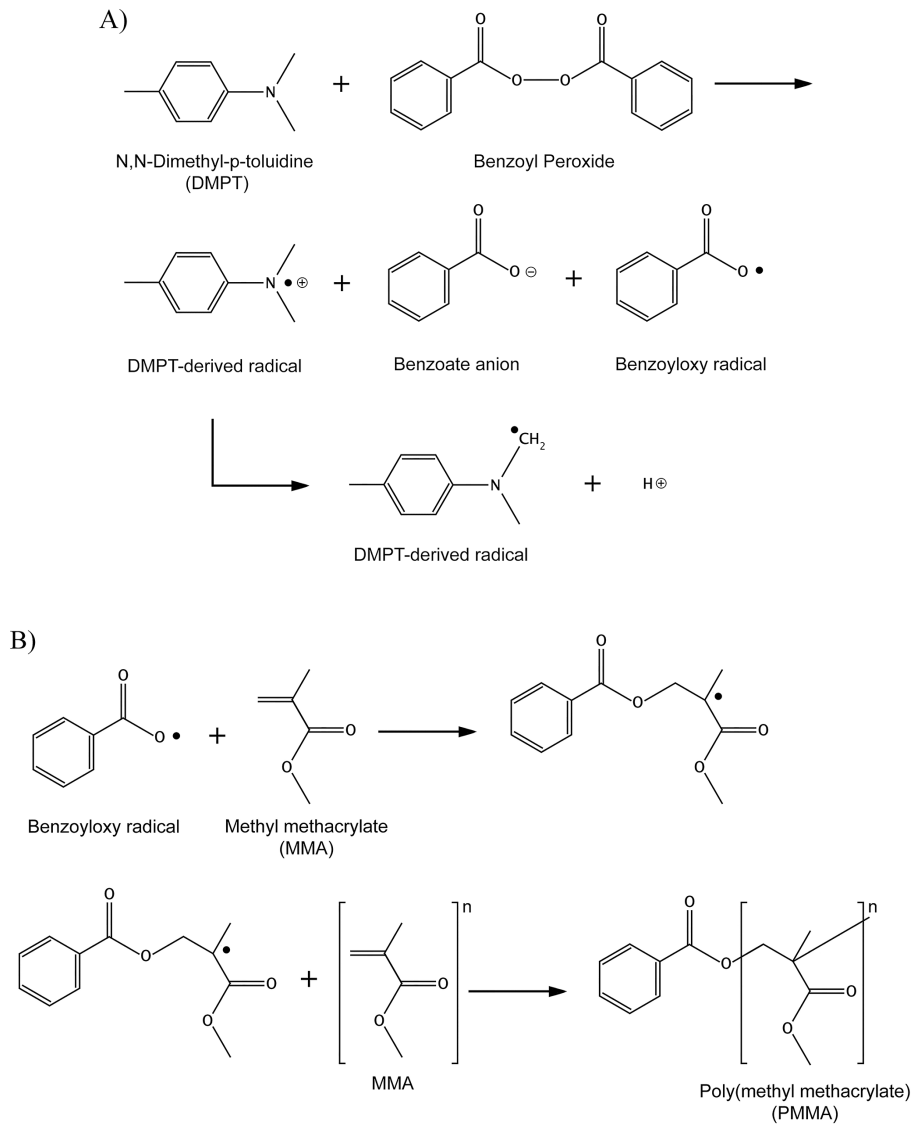 A)
O O
N + O O
N,N-Dimethyl-p-toluidine
(DMPT)
Benzoyl Peroxide
O O
N • ⊕ + O ⊖ + O •
DMPT-derived radical
Benzoate anion
Benzoyloxy radical
•CH2
N + H⊕
DMPT-derived radical
B)
O
O • + O
O
Benzoyloxy radical
Methyl methacrylate
(MMA)
O
O •
O
O
O
O •
O
O
+
n
O
O
MMA
O
O
n
O
O
Poly(methyl methacrylate)
(PMMA)